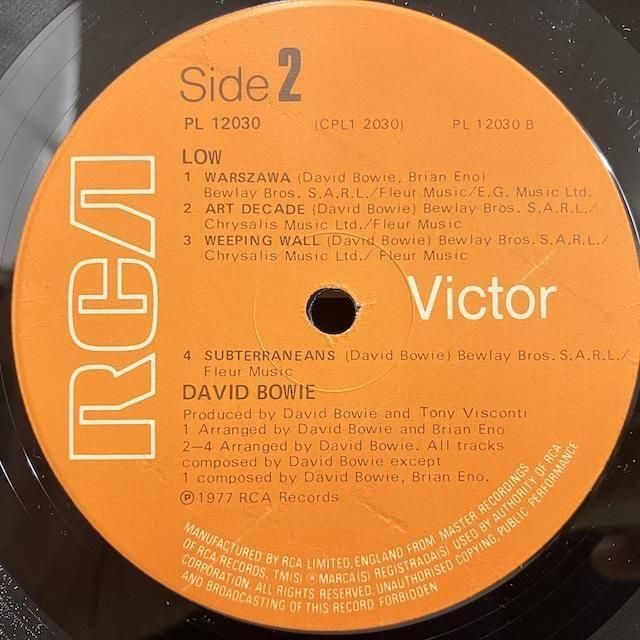 Side 2
PL 12030 (CPL1 2030) PL 12030 B
LOW
1 WARSZAWA (David Bowie, Brian Eno)
Bewlay Bros. S.A.R.L./Fleur Music/E.G. Music Ltd.
2 ART DECADE (David Bowie) Bewlay Bros. S.A.R.L./
Chrysalis Music Ltd./Fleur Music
3 WEEPING WALL (David Bowie) Bewlay Bros. S.A.R.L./
Chrysalis Music Ltd./ Fleur Music
RCA
Victor
4 SUBTERRANEANS (David Bowie) Bewlay Bros. S.A.R.L./
Fleur Music
DAVID BOWIE
Produced by David Bowie and Tony Visconti
1 Arranged by David Bowie and Brian Eno
2—4 Arranged by David Bowie. All tracks
composed by David Bowie except
1 composed by David Bowie, Brian Eno.
℗ 1977 RCA Records
MANUFACTURED BY RCA LIMITED, ENGLAND FROM MASTER RECORDINGS
OF RCA RECORDS. TM(S) ® MARCA(S) REGISTRADA(S) USED BY AUTHORITY OF RCA
CORPORATION. ALL RIGHTS RESERVED. UNAUTHORISED COPYING, PUBLIC PERFORMANCE
AND BROADCASTING OF THIS RECORD FORBIDDEN